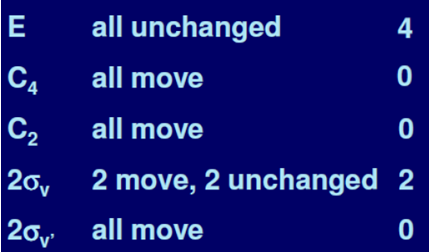 E all unchanged 4
C₄ all move 0
C₂ all move 0
2σᵥ 2 move, 2 unchanged 2
2σᵥ’ all move 0